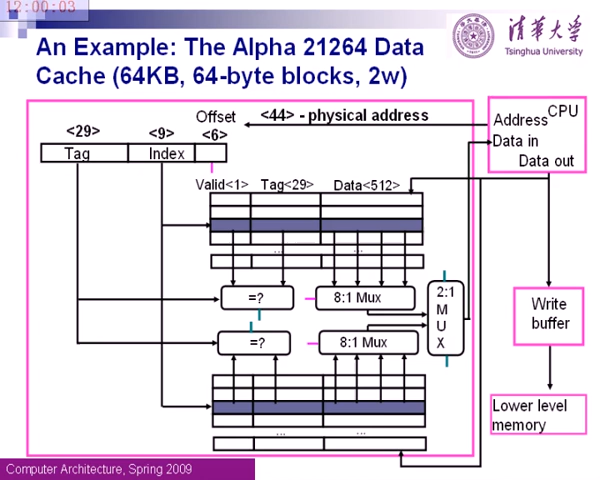 12:00:03
An Example: The Alpha 21264 Data
Cache (64KB, 64-byte blocks, 2w)
清华大学
Tsinghua University
<29>
<9>
Offset
<6>
<44> - physical address
Tag
Index
CPU
Address
Data in
Data out
Valid<1>
Tag<29>
Data<512>
...
...
=?
8:1 Mux
2:1
M
U
X
=?
8:1 Mux
Write
buffer
...
...
Lower level
memory
Computer Architecture, Spring 2009